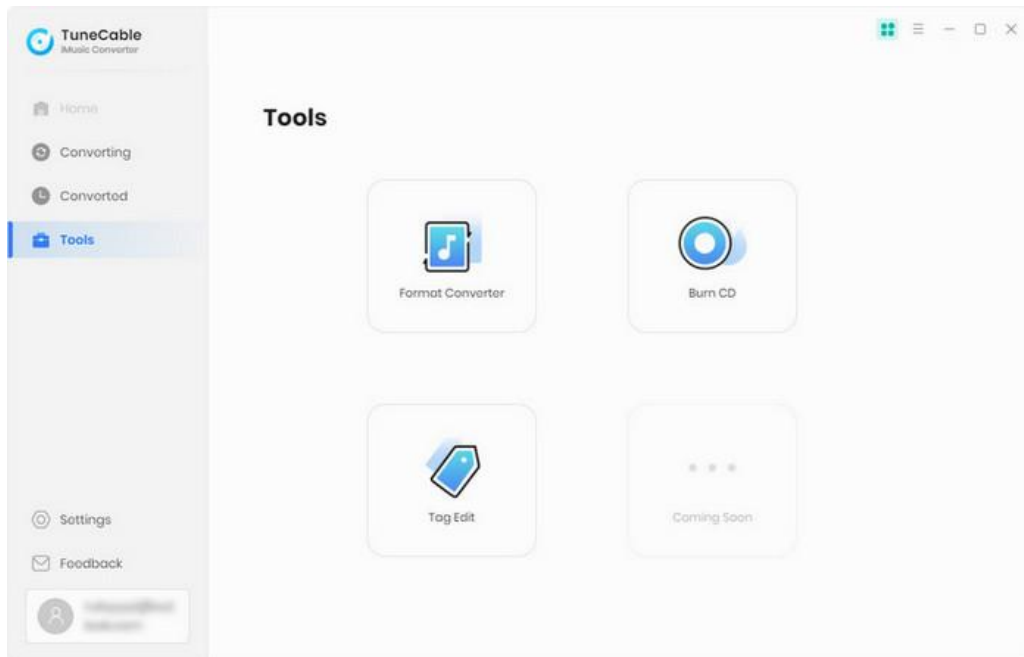 TuneCable
iMusic Converter
Home
Converting
Converted
Tools
Settings
Feedback
Tools
Format Converter
Burn CD
Tag Edit
Coming Soon